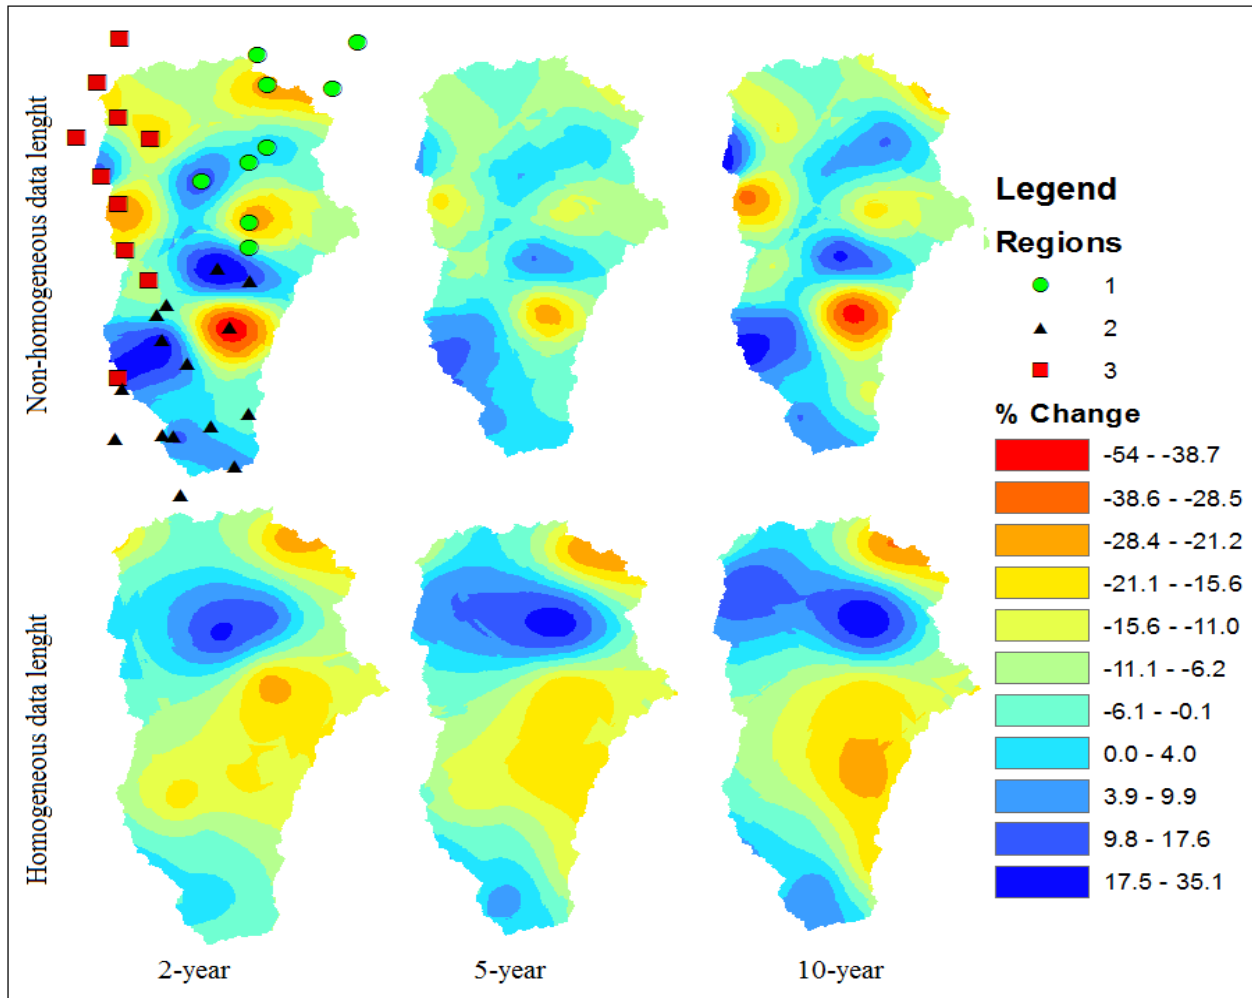 Non-homogeneous data lenght
Homogeneous data lenght
2-year
5-year
10-year
Legend
Regions
1
2
3
% Change
-54 - -38.7
-38.6 - -28.5
-28.4 - -21.2
-21.1 - -15.6
-15.6 - -11.0
-11.1 - -6.2
-6.1 - -0.1
0.0 - 4.0
3.9 - 9.9
9.8 - 17.6
17.5 - 35.1